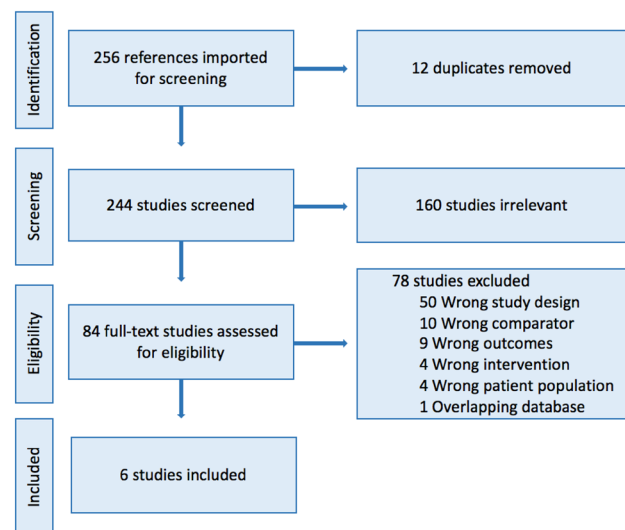 Identification
256 references imported
for screening
12 duplicates removed
Screening
244 studies screened
160 studies irrelevant
Eligibility
84 full-text studies assessed
for eligibility
78 studies excluded
50 Wrong study design
10 Wrong comparator
9 Wrong outcomes
4 Wrong intervention
4 Wrong patient population
1 Overlapping database
Included
6 studies included